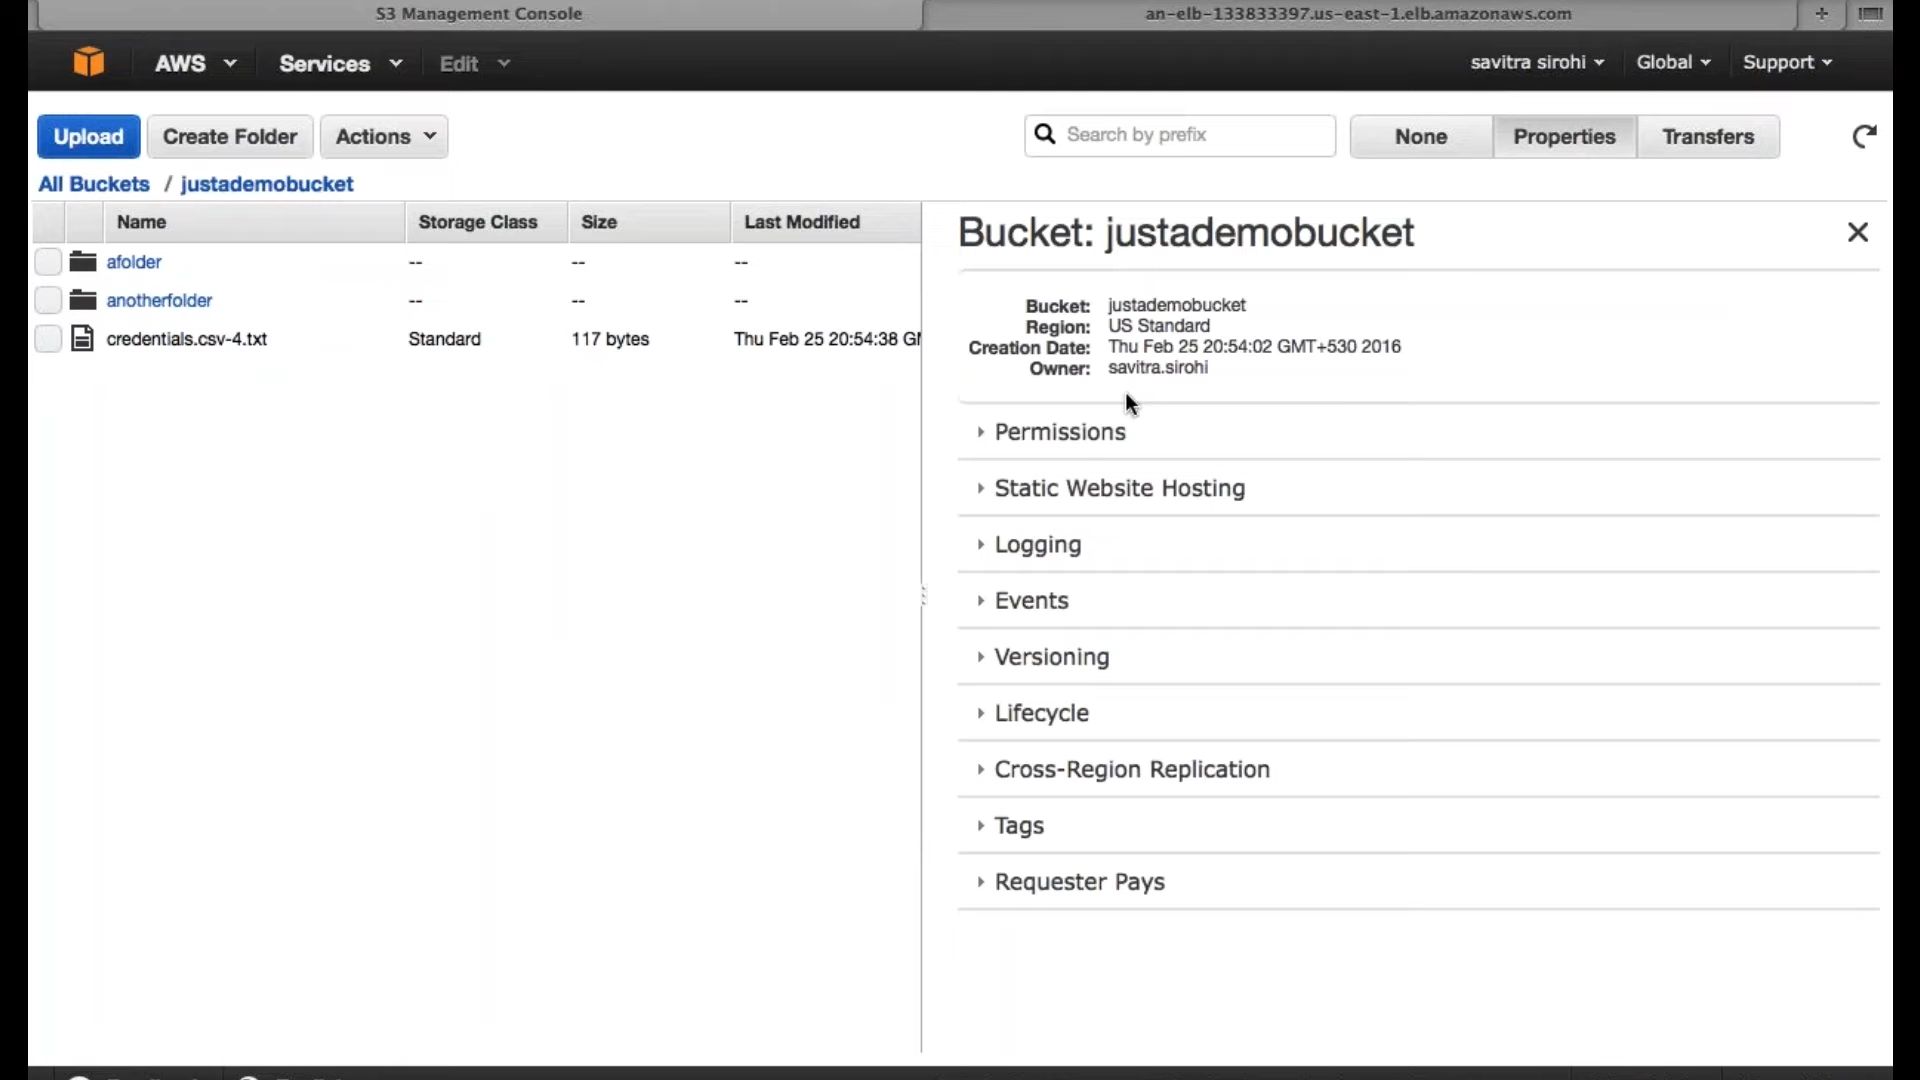 S3 Management Console
an-elb-133833397.us-east-1.elb.amazonaws.com
AWS Services Edit
savitra sirohi Global Support
Upload Create Folder Actions
Search by prefix
None Properties Transfers
All Buckets / justademobucket
Name Storage Class Size Last Modified
afolder -- -- --
anotherfolder -- -- --
credentials.csv-4.txt Standard 117 bytes Thu Feb 25 20:54:38
Bucket: justademobucket
Bucket: justademobucket
Region: US Standard
Creation Date: Thu Feb 25 20:54:02 GMT+530 2016
Owner: savitra.sirohi
Permissions
Static Website Hosting
Logging
Events
Versioning
Lifecycle
Cross-Region Replication
Tags
Requester Pays